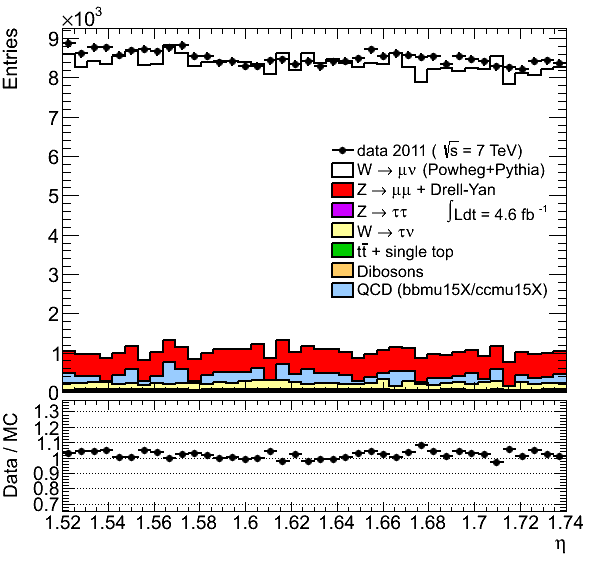 ×10³
Entries
9
8
7
6
5
4
3
2
1
0
data 2011 ( √s = 7 TeV)
W → μν (Powheg+Pythia)
Z → μμ + Drell-Yan
Z → ττ
∫Ldt = 4.6 fb⁻¹
W → τν
tt̅ + single top
Dibosons
QCD (bbmu15X/ccmu15X)
Data / MC
1.3
1.2
1.1
1
0.9
0.8
0.7
1.52 1.54 1.56 1.58 1.6 1.62 1.64 1.66 1.68 1.7 1.72 1.74
η